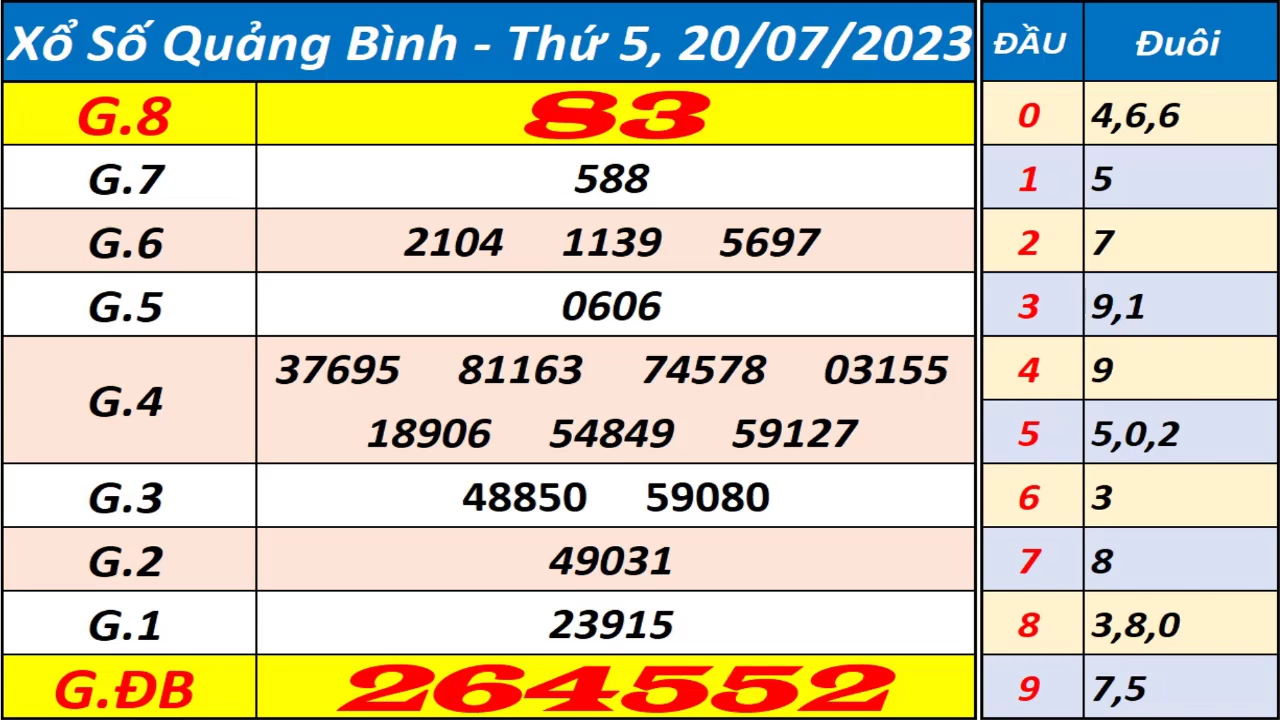 Xổ Số Quảng Bình - Thứ 5, 20/07/2023
G.8 83
G.7 588
G.6 2104 1139 5697
G.5 0606
G.4 37695 81163 74578 03155
18906 54849 59127
G.3 48850 59080
G.2 49031
G.1 23915
G.ĐB 264552
ĐẦU Đuôi
0 4,6,6
1 5
2 7
3 9,1
4 9
5 5,0,2
6 3
7 8
8 3,8,0
9 7,5